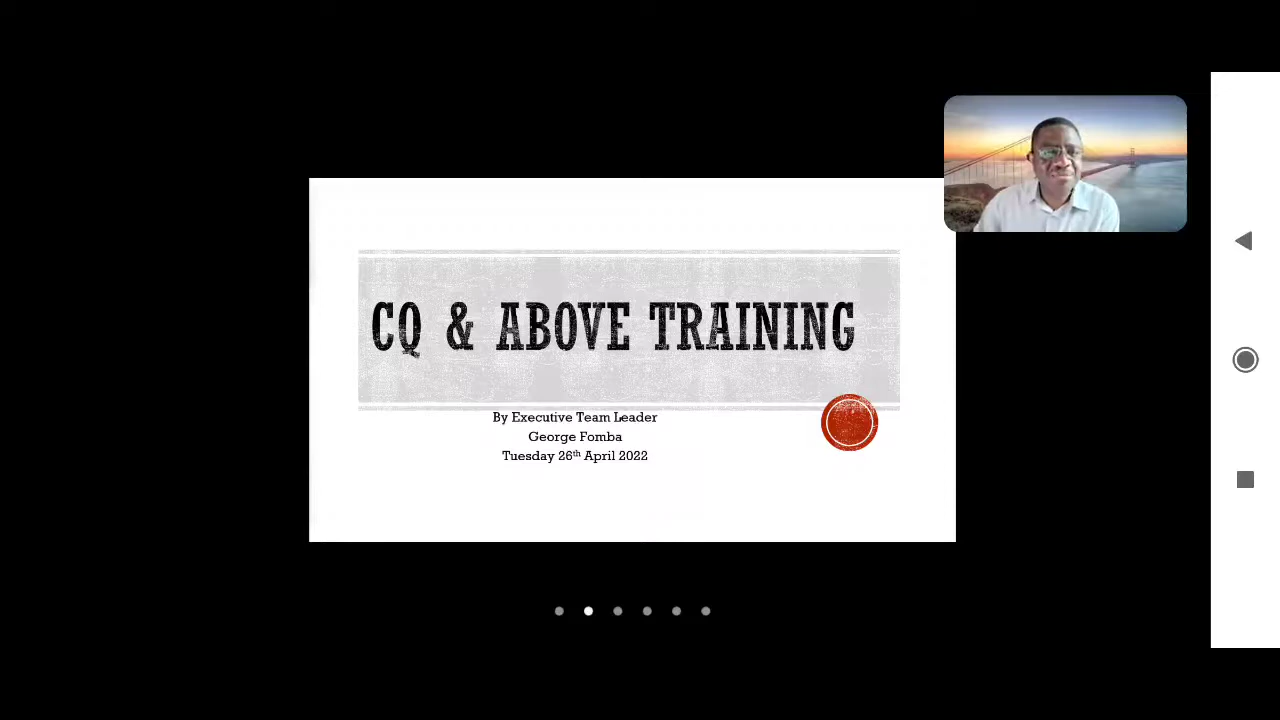 CQ & ABOVE TRAINING
By Executive Team Leader
George Fomba
Tuesday 26th April 2022